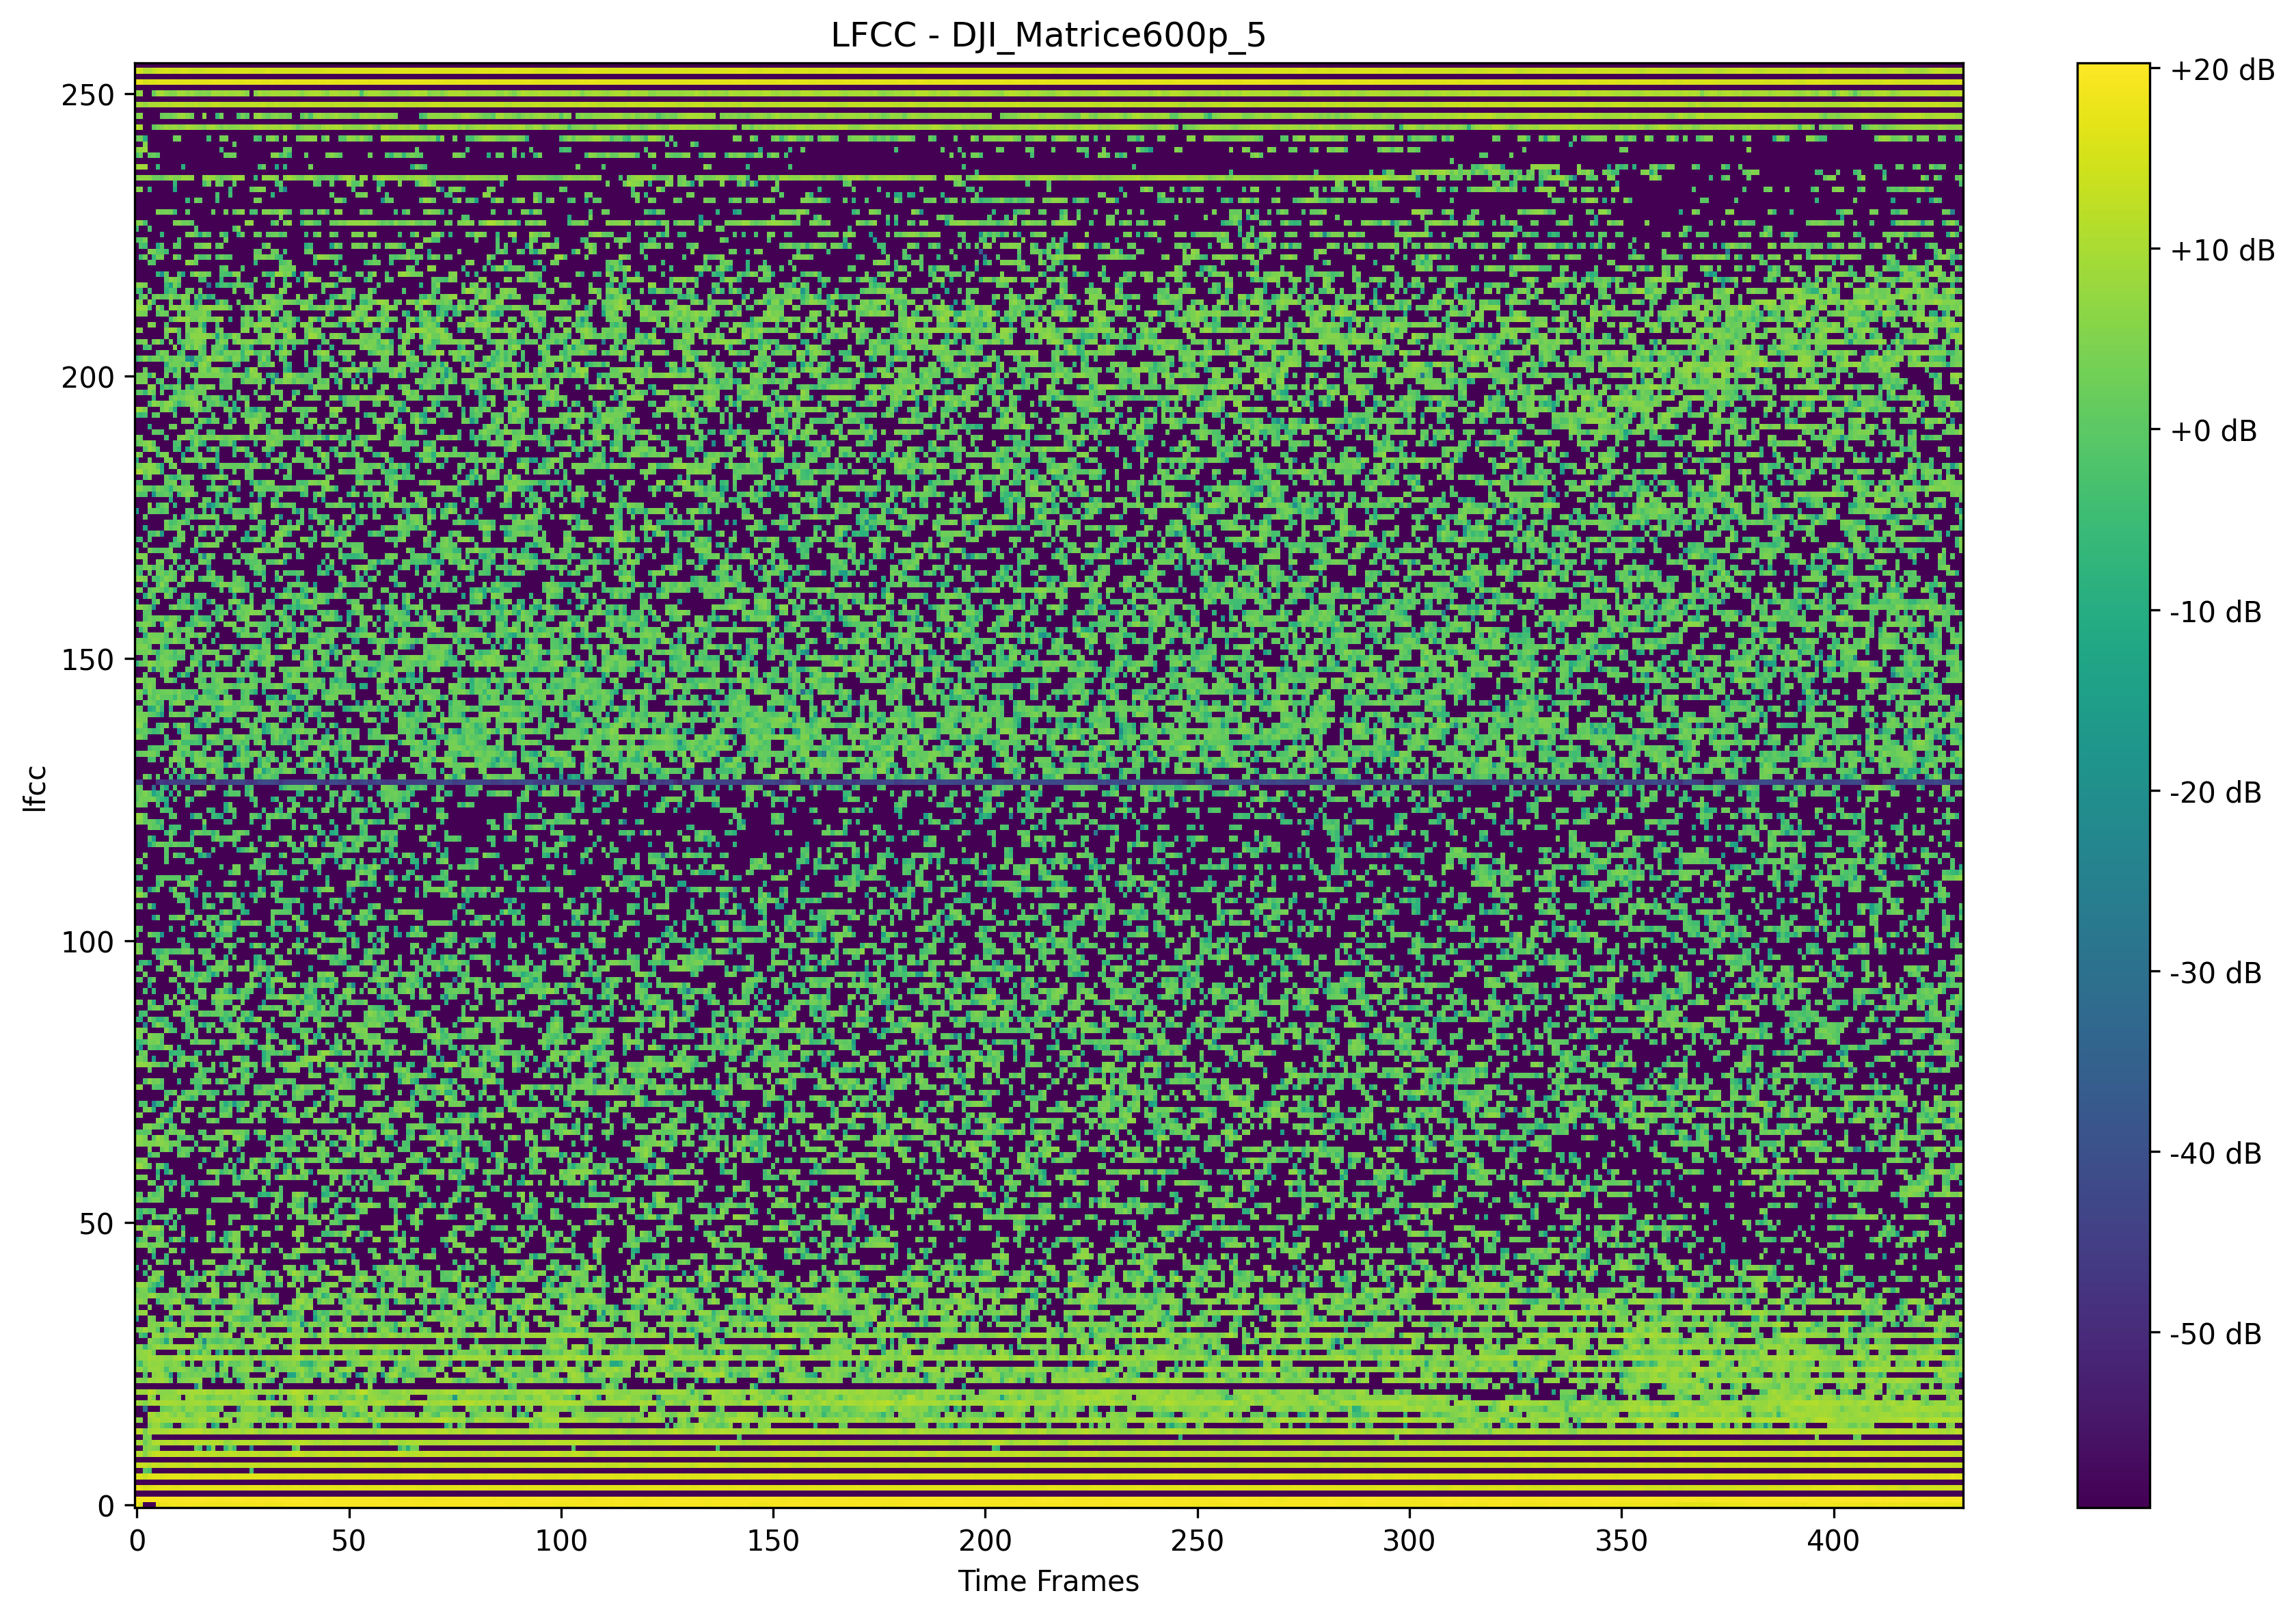 LFCC - DJI_Matrice600p_5
250
200
150
100
50
0
lfcc
0 50 100 150 200 250 300 350 400
Time Frames
+20 dB
+10 dB
+0 dB
-10 dB
-20 dB
-30 dB
-40 dB
-50 dB